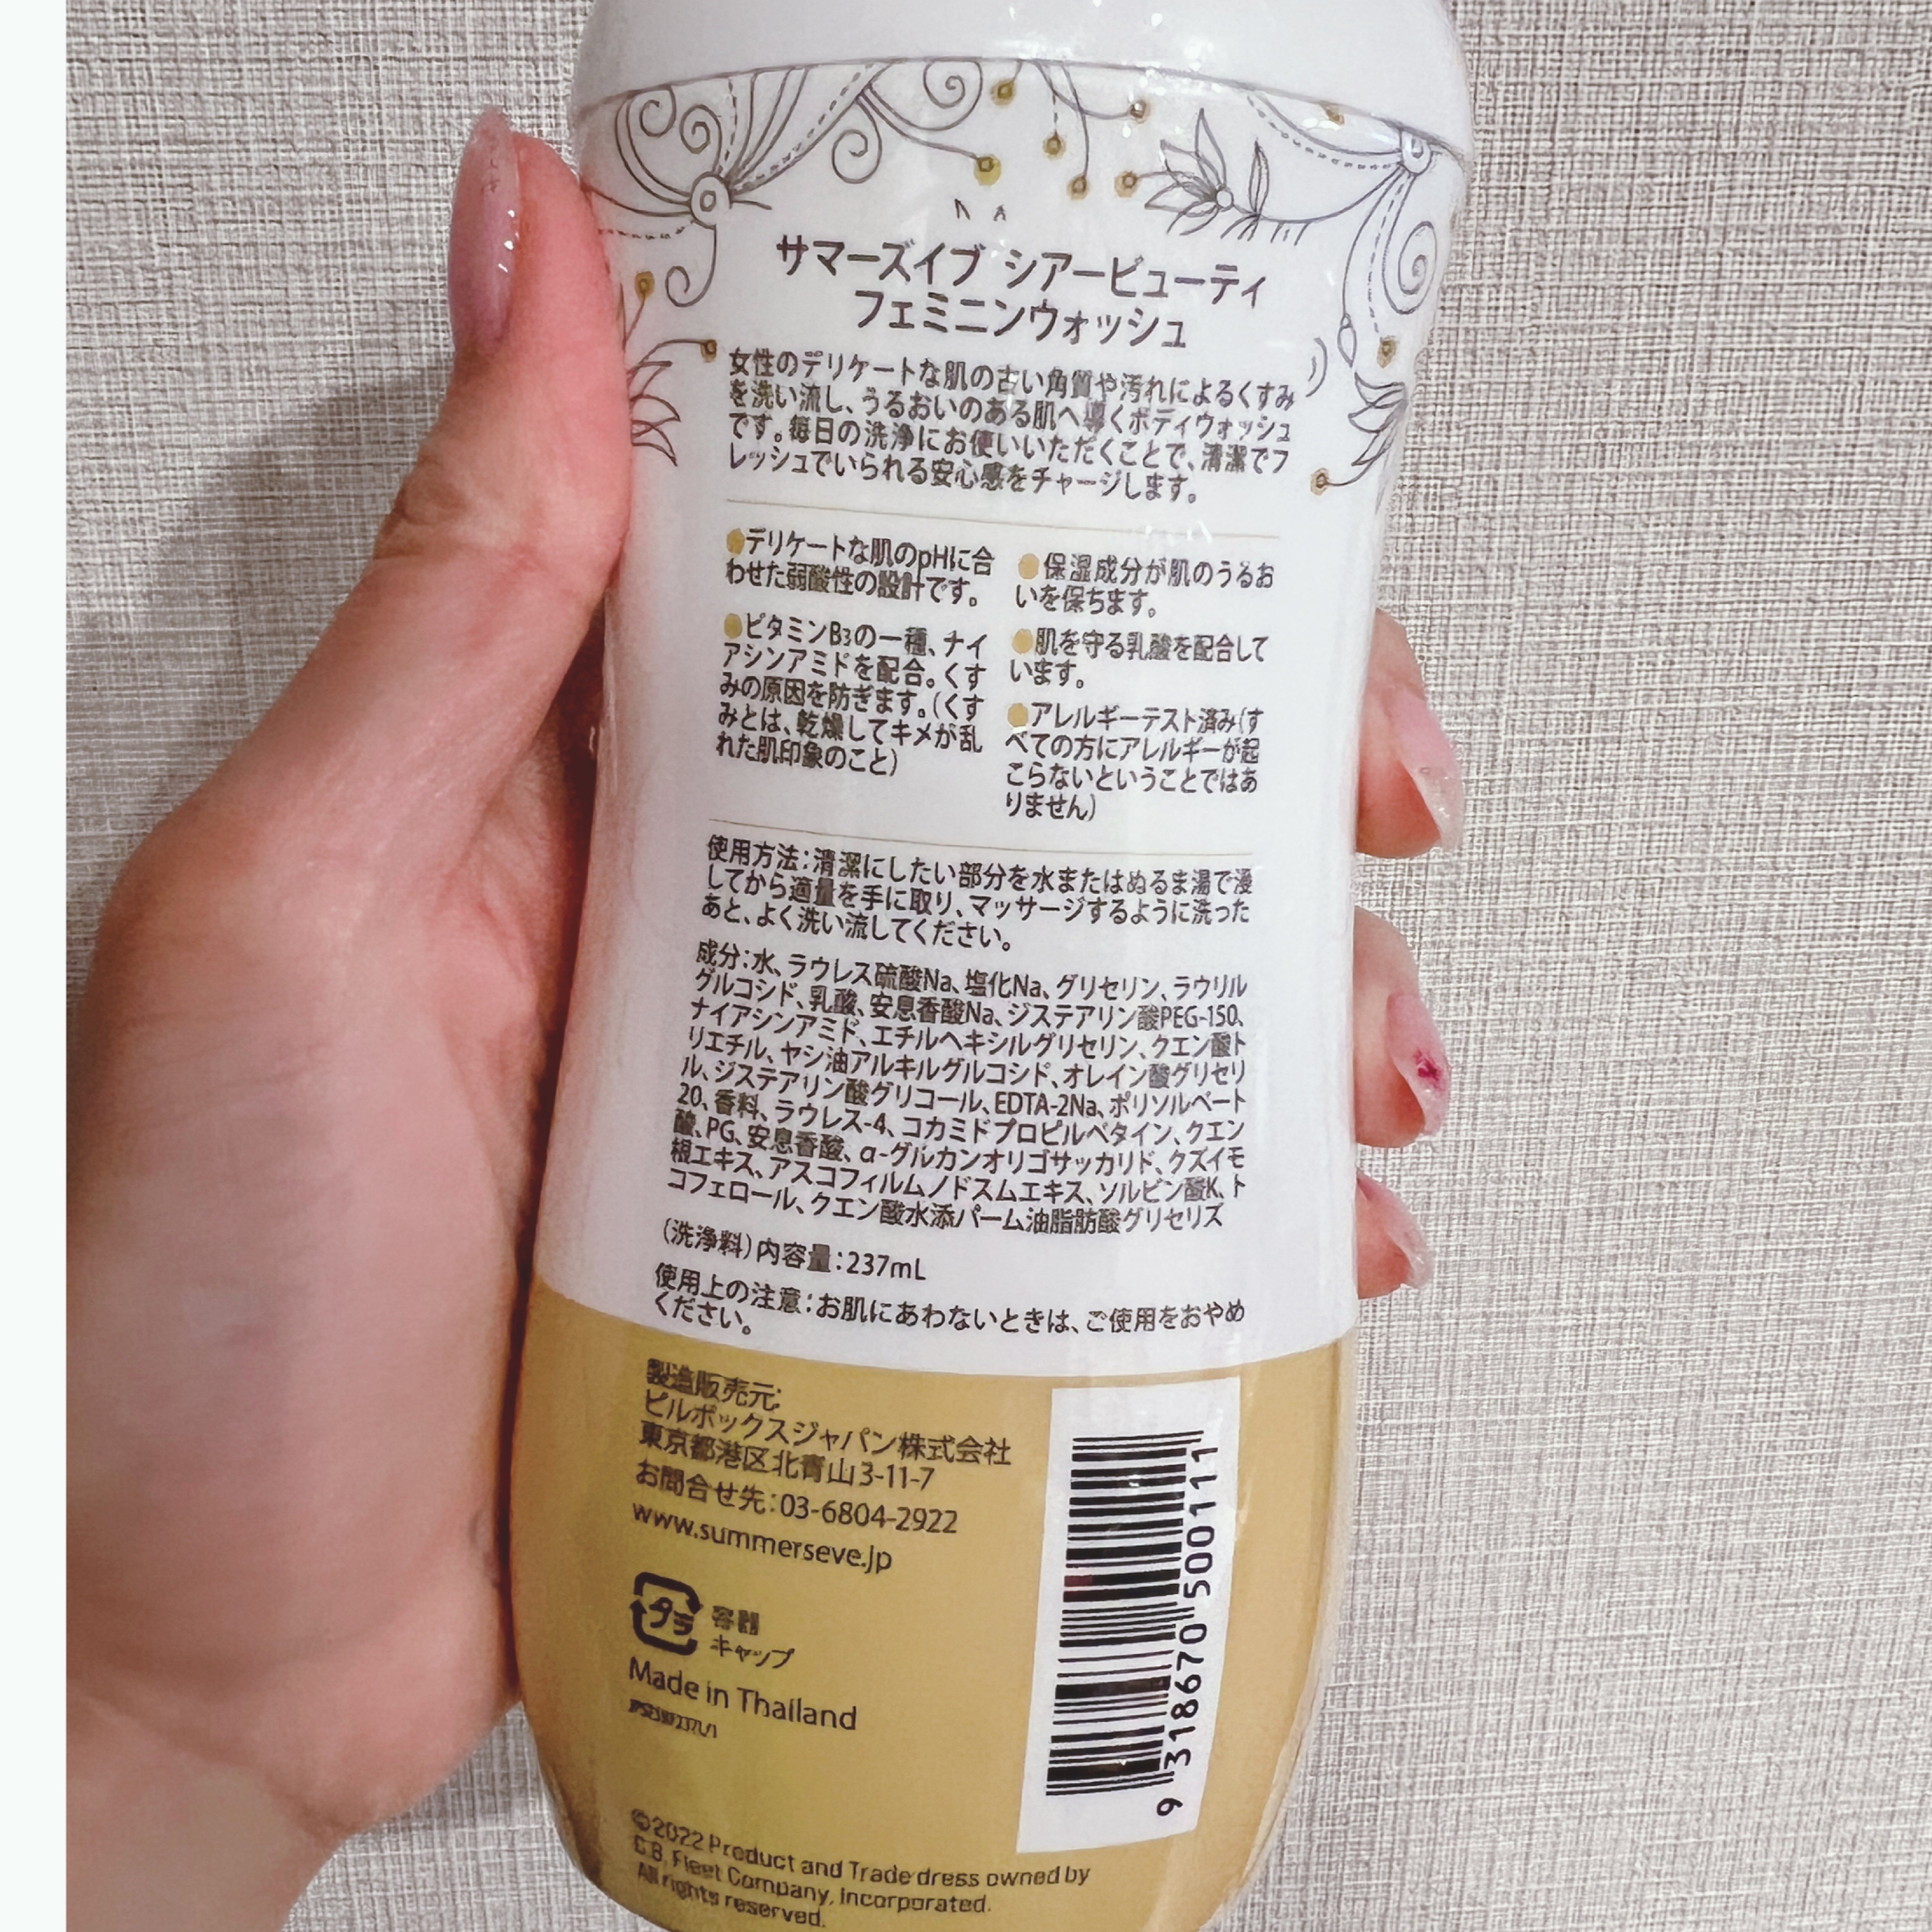 サマーズイブ シアービューティ
フェミニンウォッシュ
女性のデリケートな肌の古い角質や汚れによるくすみ
を洗い流し、うるおいのある肌へ導くボディウォッシュ
です。毎日の洗浄にお使いいただくことで、清潔でフ
レッシュでいられる安心感をチャージします。
●デリケートな肌のpHに合
わせた弱酸性の設計です。
●ビタミンB3の一種、ナイ
アシンアミドを配合。くす
みの原因を防ぎます。(くす
みとは、乾燥してキメが乱
れた肌印象のこと)
●保湿成分が肌のうるお
いを保ちます。
●肌を守る乳酸を配合して
います。
●アレルギーテスト済み(す
べての方にアレルギーが起
こらないということではあ
りません)
使用方法:清潔にしたい部分を水またはぬるま湯で浸
してから適量を手に取り、マッサージするように洗った
あと、よく洗い流してください。
成分:水、ラウレス硫酸Na、塩化Na、グリセリン、ラウリル
グルコシド、乳酸、安息香酸Na、ジステアリン酸PEG-150、
ナイアシンアミド、エチルヘキシルグリセリン、クエン酸ト
リエチル、ヤシ油アルキルグルコシド、オレイン酸グリセリ
ル、ジステアリン酸グリコール、EDTA-2Na、ポリソルベート
20、香料、ラウレス-4、コカミドプロピルベタイン、クエン
酸、PG、安息香酸、α-グルカンオリゴサッカリド、クズイモ
根エキス、アスコフィルムノドスムエキス、ソルビン酸K、ト
コフェロール、クエン酸水添パーム油脂肪酸グリセリズ
(洗浄料)内容量:237mL
使用上の注意:お肌にあわないときは、ご使用をおやめ
ください。
製造販売元:
ピルボックスジャパン株式会社
東京都港区北青山3-11-7
お問合せ先:03-6804-2922
www.summerseve.jp
プラ 容器
キャップ
Made in Thailand
9 318670 500111
©2022 Product and Trade dress owned by
C.B. Fleet Company, Incorporated.
All rights reserved.